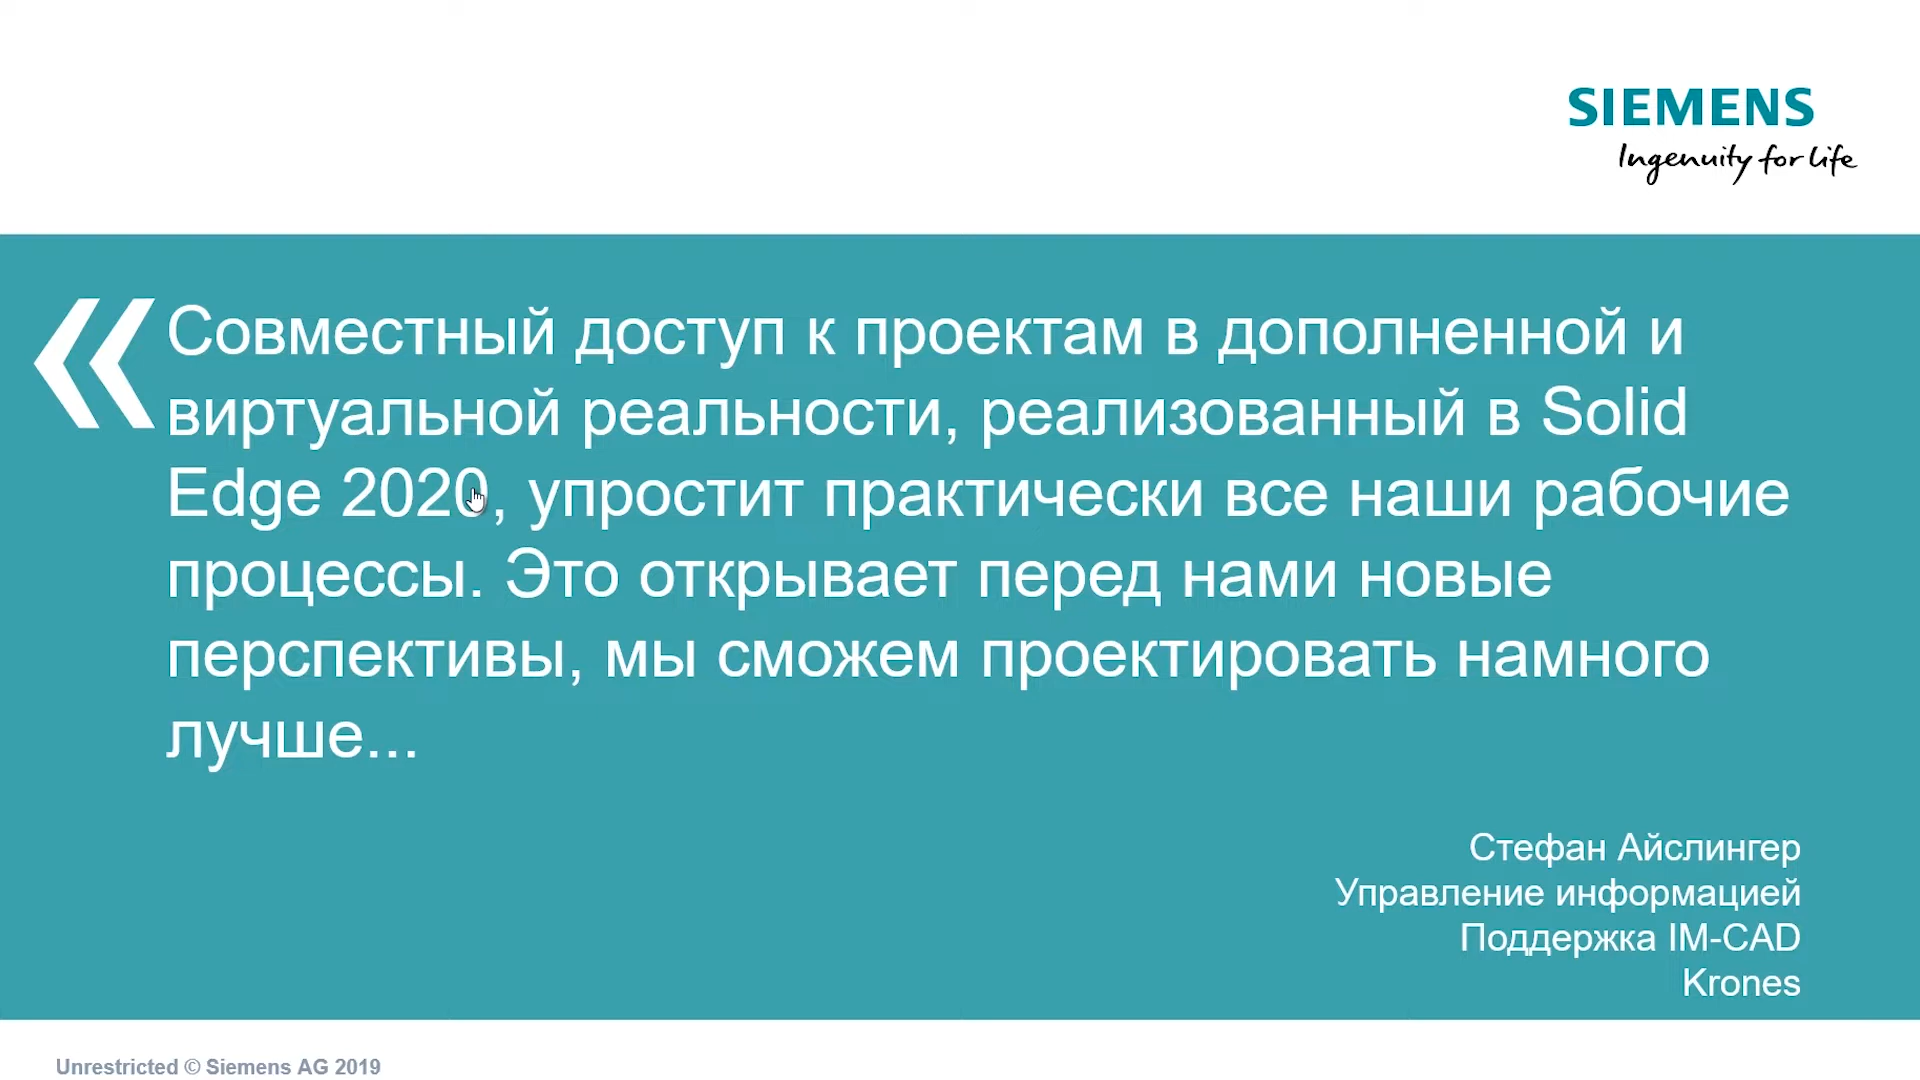 SIEMENS
Ingenuity for life
« Совместный доступ к проектам в дополненной и
виртуальной реальности, реализованный в Solid
Edge 2020, упростит практически все наши рабочие
процессы. Это открывает перед нами новые
перспективы, мы сможем проектировать намного
лучше...
Стефан Айслингер
Управление информацией
Поддержка IM-CAD
Krones
Unrestricted © Siemens AG 2019